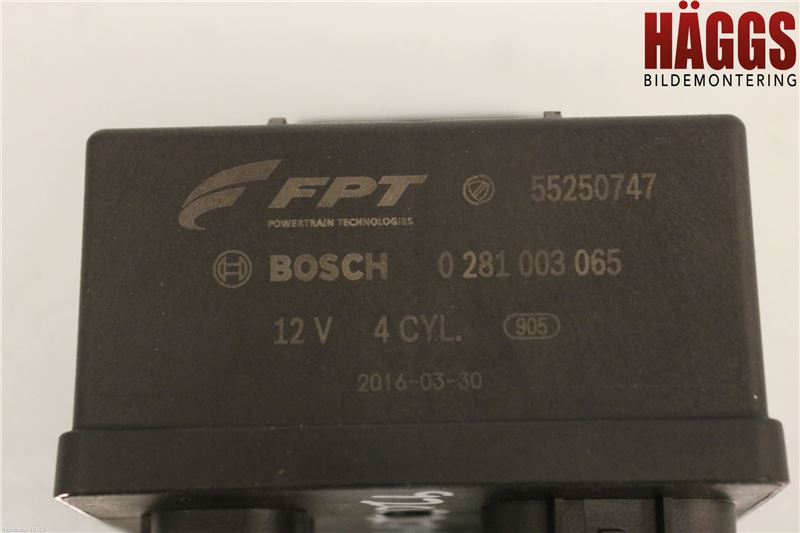 HÄGGS
BILDEMONTERING
FPT 55250747
POWERTRAIN TECHNOLOGIES
BOSCH 0 281 003 065
12 V 4 CYL. 905
2016-03-30